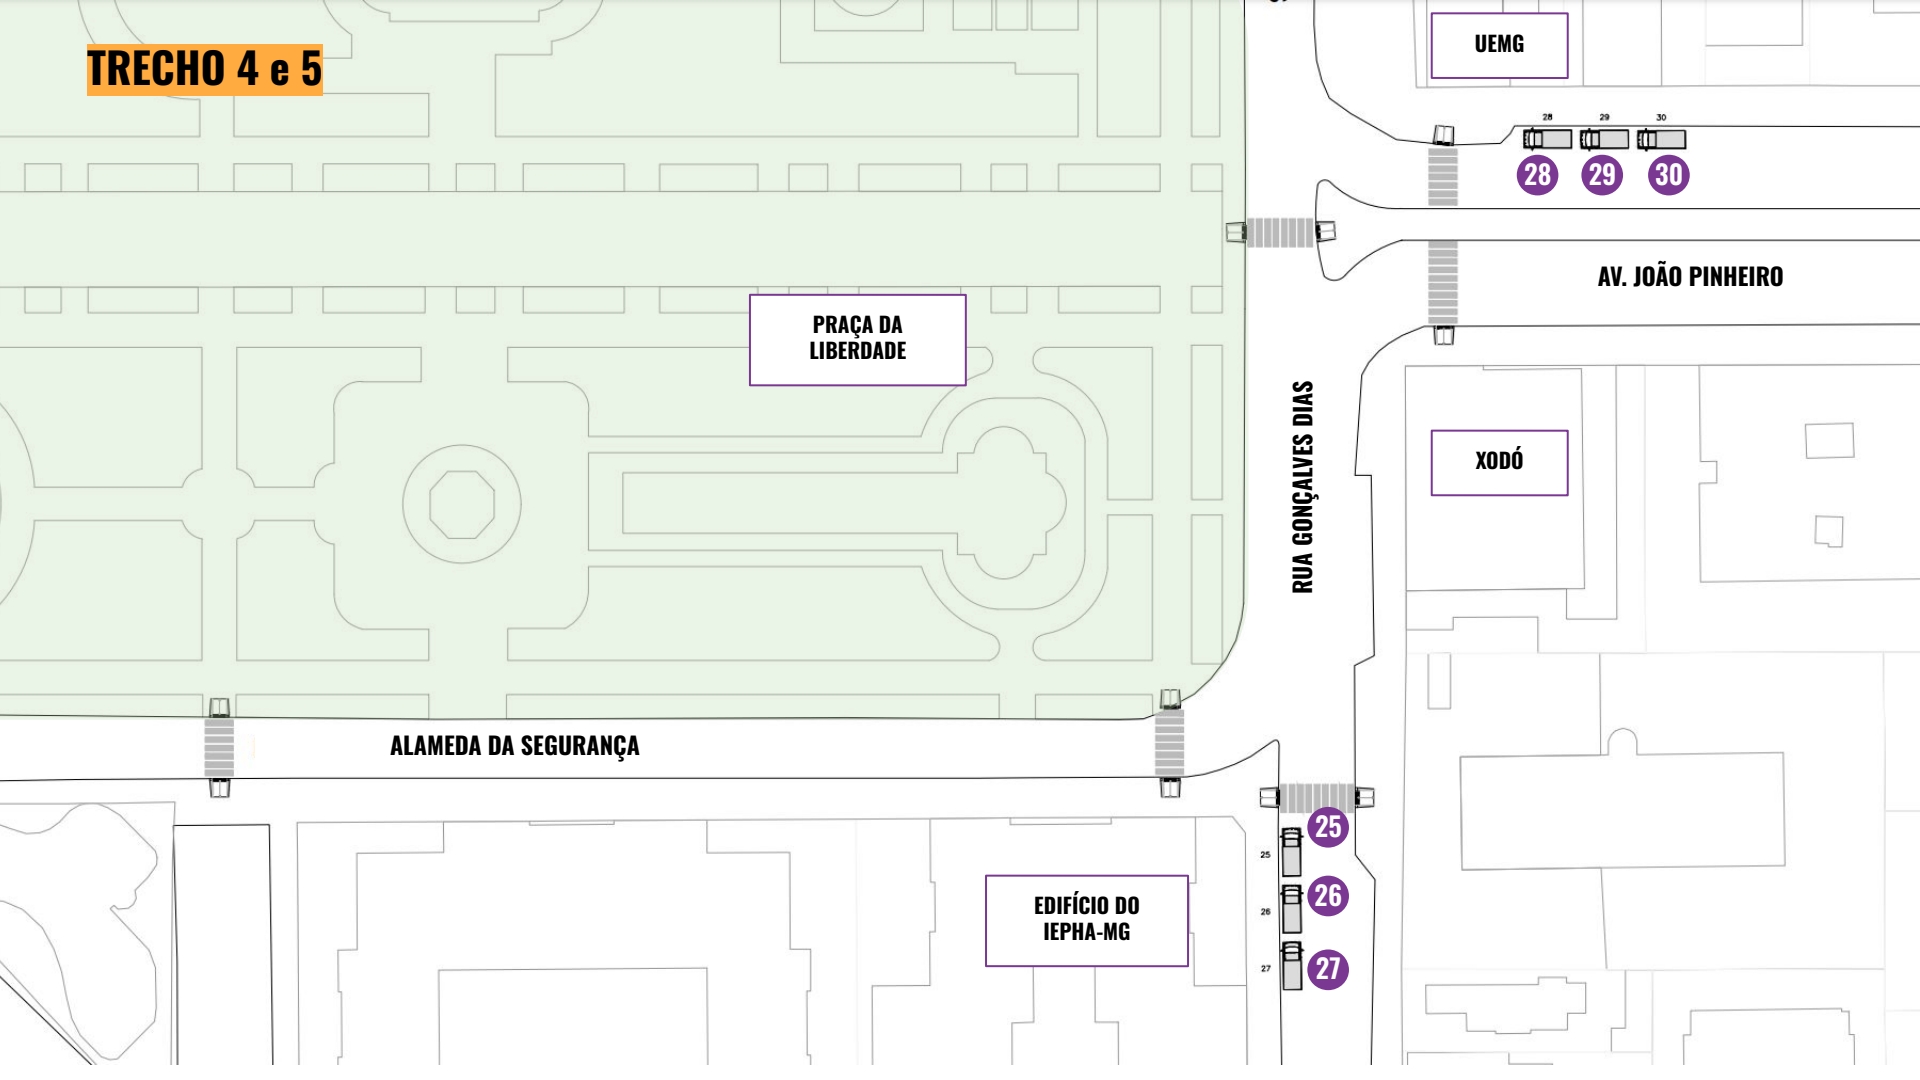 TRECHO 4 e 5
UEMG
28
29
30
28
29
30
AV. JOÃO PINHEIRO
PRAÇA DA
LIBERDADE
RUA GONÇALVES DIAS
XODÓ
ALAMEDA DA SEGURANÇA
25
25
26
26
27
27
EDIFÍCIO DO
IEPHA-MG